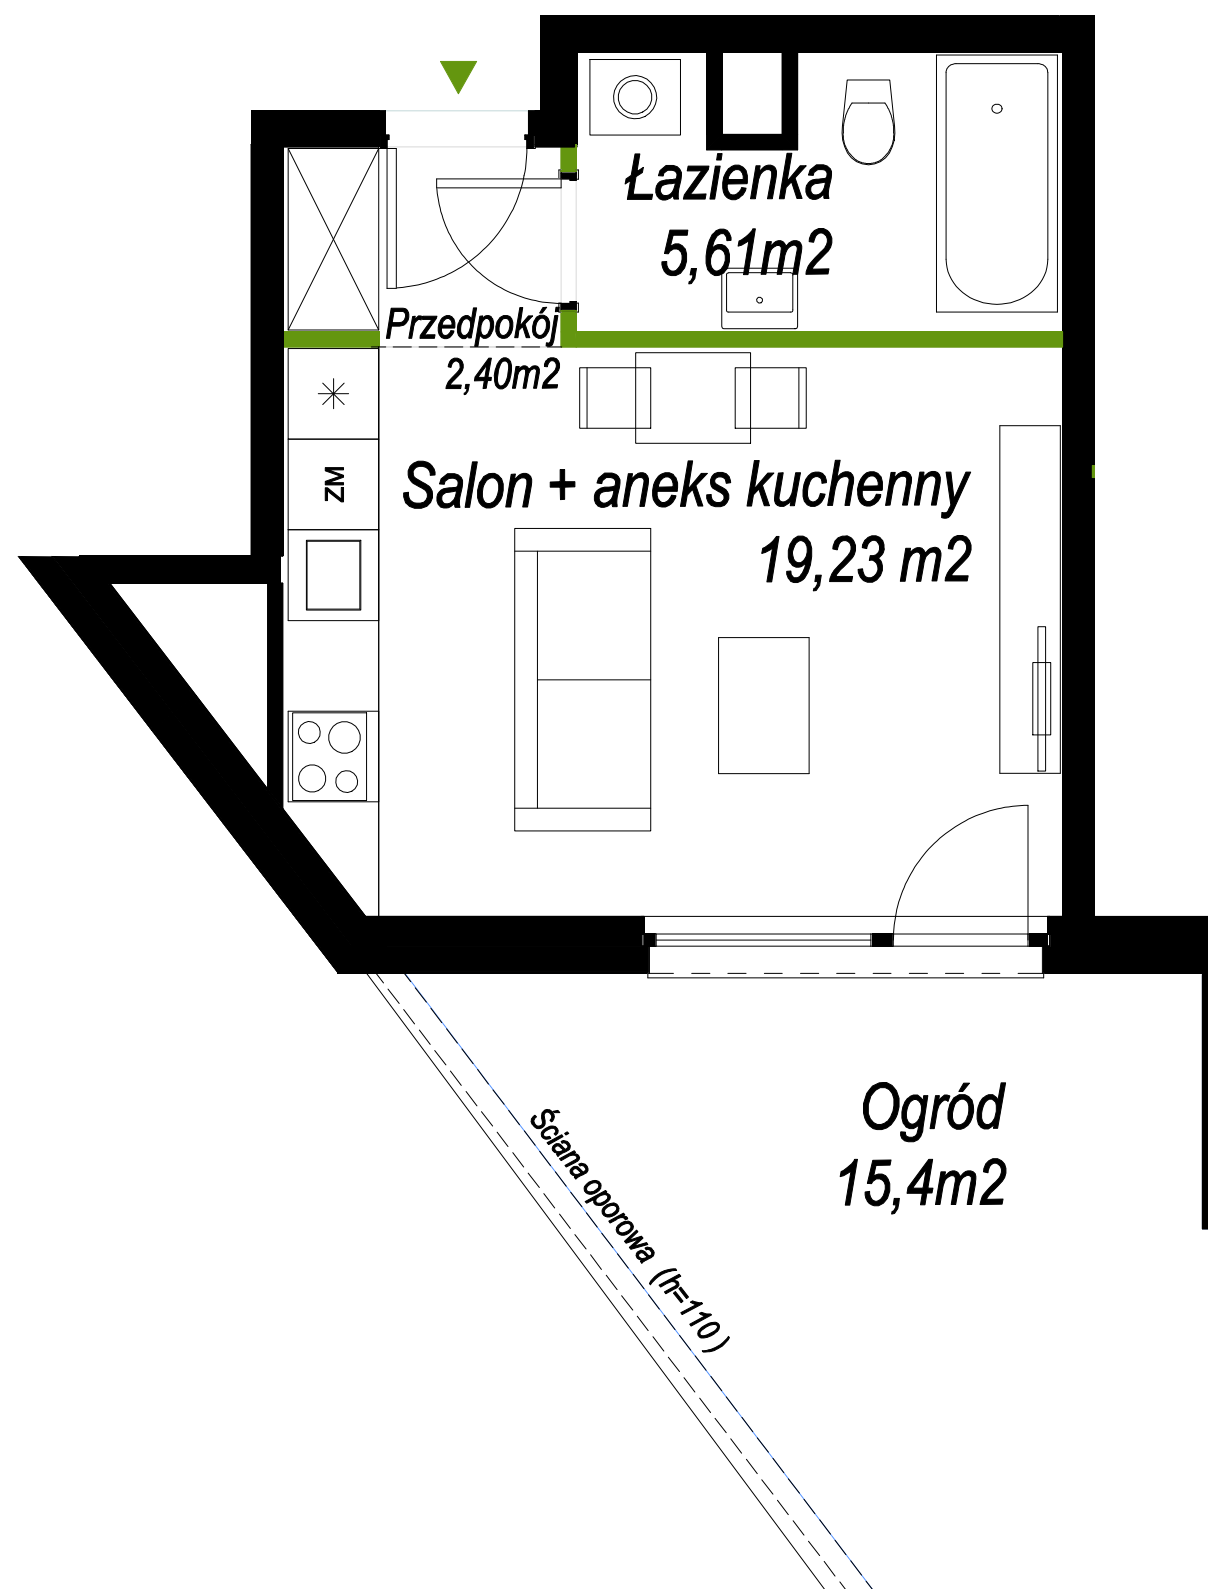 Łazienka
5,61m2
Przedpokój
2,40m2
ZM
Salon + aneks kuchenny
19,23 m2
Ogród
15,4m2
Ściana oporowa (h=110)